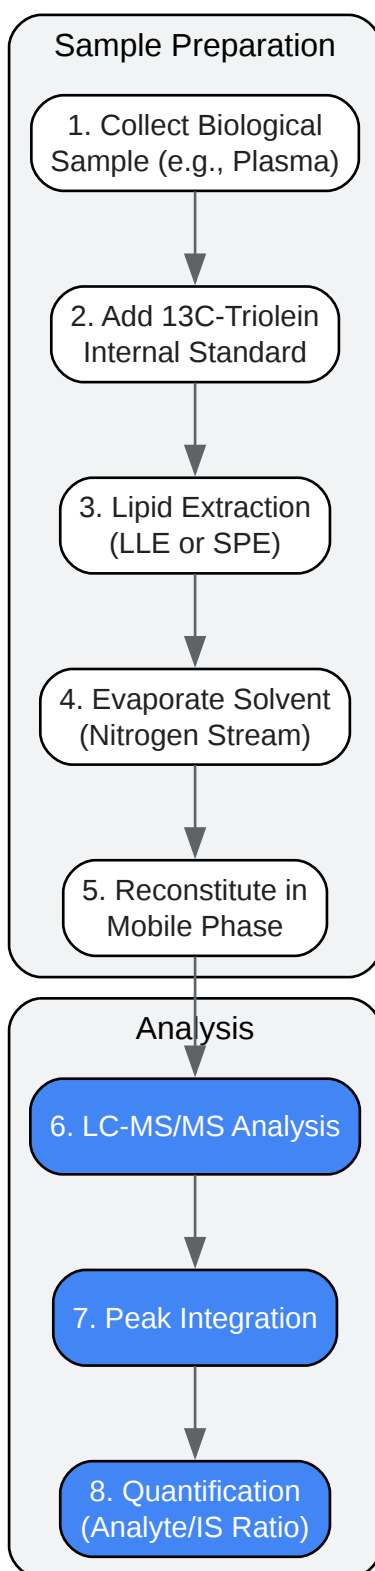 Sample Preparation
1. Collect Biological
Sample (e.g., Plasma)
2. Add 13C-Triolein
Internal Standard
3. Lipid Extraction
(LLE or SPE)
4. Evaporate Solvent
(Nitrogen Stream)
5. Reconstitute in
Mobile Phase
Analysis
6. LC-MS/MS Analysis
7. Peak Integration
8. Quantification
(Analyte/IS Ratio)